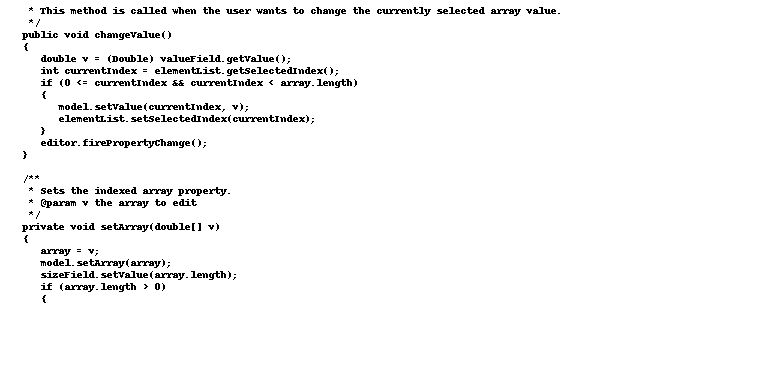 * This method is called when the user wants to change the currently selected array value.
*/
public void changeValue()
{
double v = (Double) valueField.getValue();
int currentIndex = elementList.getSelectedIndex();
if (0 <= currentIndex && currentIndex < array.length)
{
model.setValue(currentIndex, v);
elementList.setSelectedIndex(currentIndex);
}
editor.firePropertyChange();
}
/**
* Sets the indexed array property.
* @param v the array to edit
*/
private void setArray(double[] v)
{
array = v;
model.setArray(array);
sizeField.setValue(array.length);
if (array.length > 0)
{